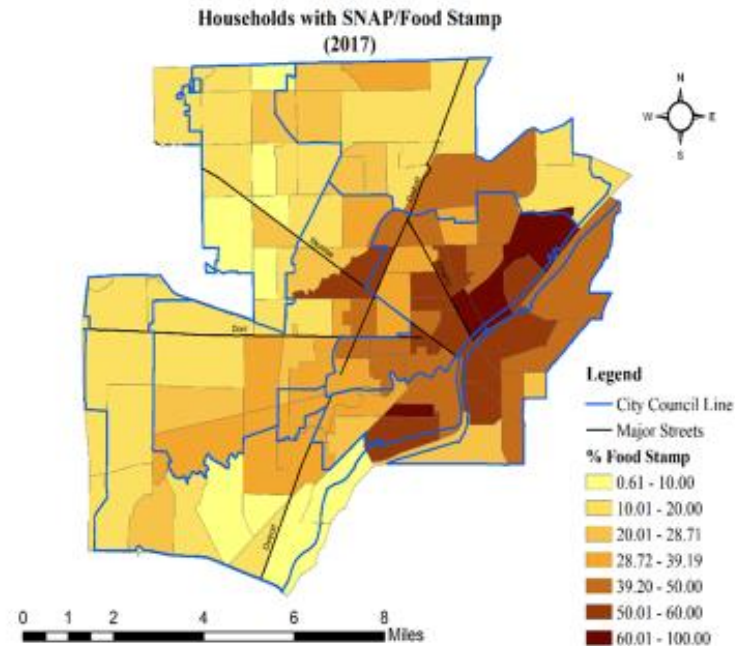 Households with SNAP/Food Stamp
(2017)
N
W
E
S
Legend
City Council Line
Major Streets
% Food Stamp
0.61 - 10.00
10.01 - 20.00
20.01 - 28.71
28.72 - 39.19
39.20 - 50.00
50.01 - 60.00
60.01 - 100.00
0 1 2 4 6 8
Miles